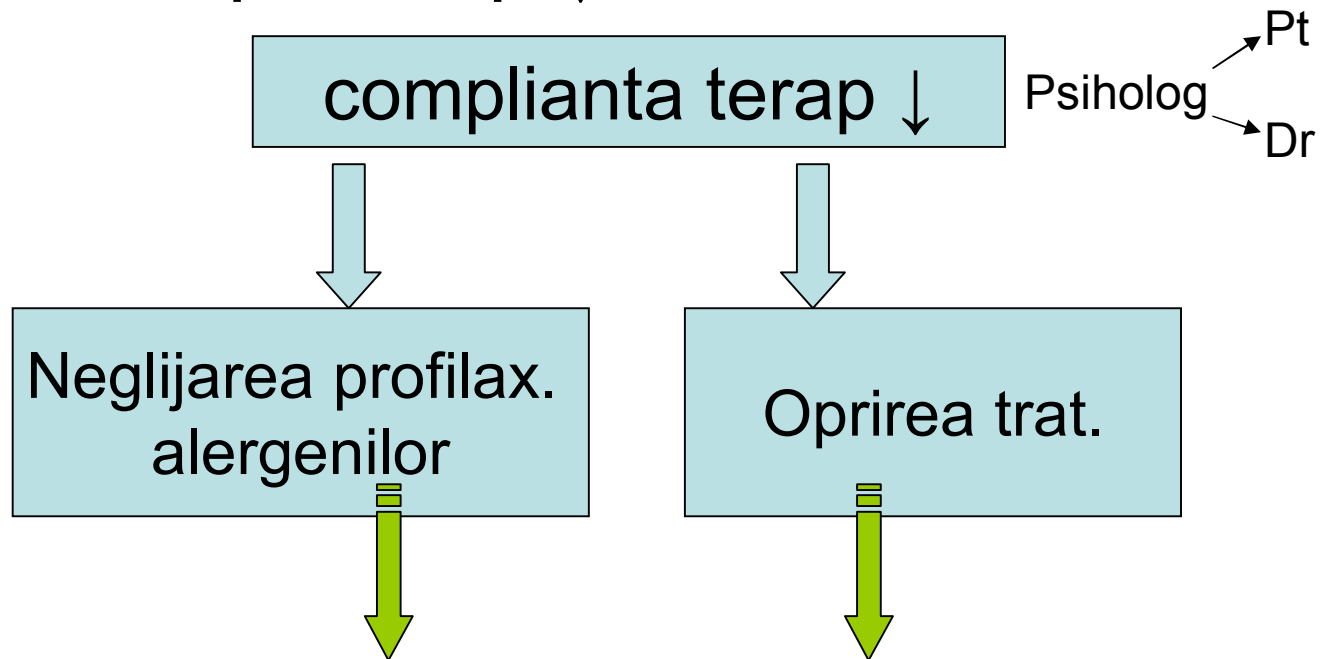 complianta terap ↓
Psiholog
Pt
Dr
Neglijarea profilax.
alergenilor
Oprirea trat.